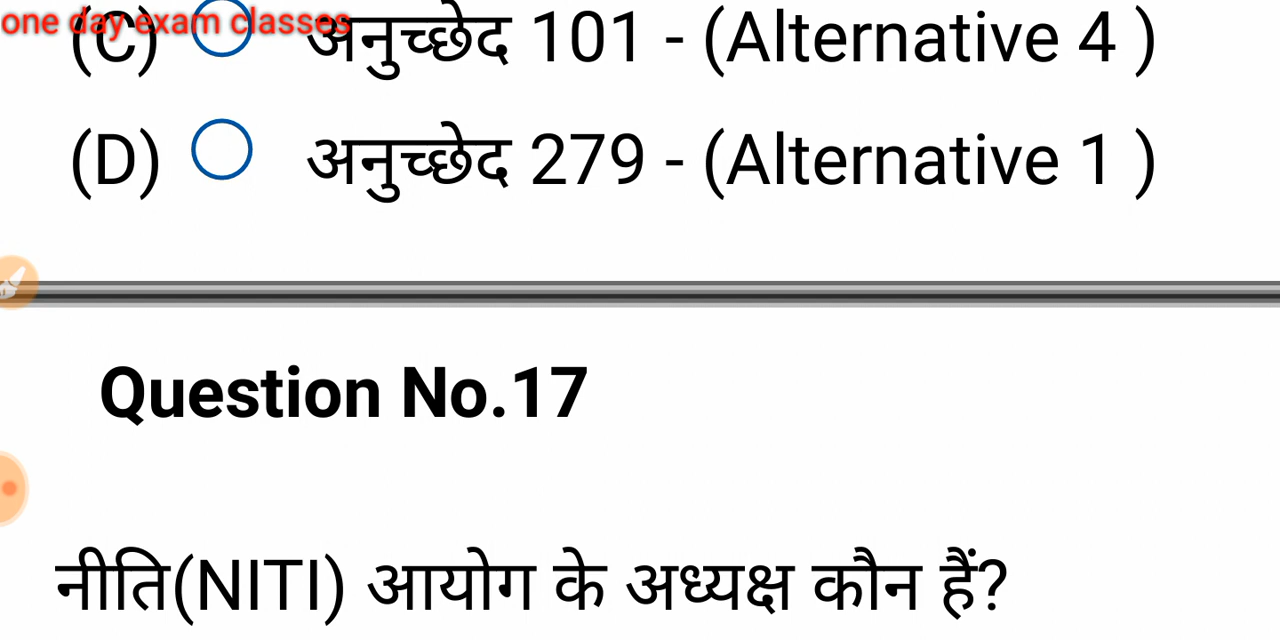 one day exam classes
(C) अनुच्छेद 101 - (Alternative 4 )
(D) अनुच्छेद 279 - (Alternative 1 )
Question No.17
नीति(NITI) आयोग के अध्यक्ष कौन हैं?